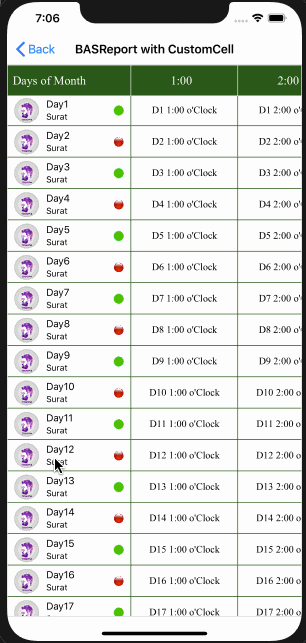 7:06
Back BASReport with CustomCell
Days of Month 1:00 2:00
Day1
Surat
D1 1:00 o'Clock D1 2:00 o'
Day2
Surat
D2 1:00 o'Clock D2 2:00 o'
Day3
Surat
D3 1:00 o'Clock D3 2:00 o'
Day4
Surat
D4 1:00 o'Clock D4 2:00 o'
Day5
Surat
D5 1:00 o'Clock D5 2:00 o'
Day6
Surat
D6 1:00 o'Clock D6 2:00 o'
Day7
Surat
D7 1:00 o'Clock D7 2:00 o'
Day8
Surat
D8 1:00 o'Clock D8 2:00 o'
Day9
Surat
D9 1:00 o'Clock D9 2:00 o'
Day10
Surat
D10 1:00 o'Clock D10 2:00 o
Day11
Surat
D11 1:00 o'Clock D11 2:00 o
Day12
Surat
D12 1:00 o'Clock D12 2:00 o
Day13
Surat
D13 1:00 o'Clock D13 2:00 o
Day14
Surat
D14 1:00 o'Clock D14 2:00 o
Day15
Surat
D15 1:00 o'Clock D15 2:00 o
Day16
Surat
D16 1:00 o'Clock D16 2:00 o
Day17
D17 1:00 o'Clock D17 2:00 o